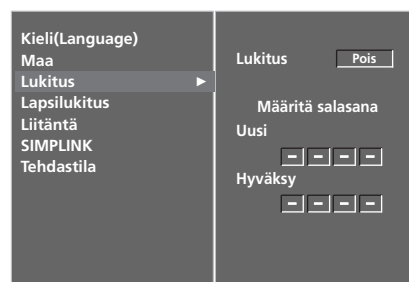 Kieli(Language)
Maa
Lukitus ►
Lapsilukitus
Liitäntä
SIMPLINK
Tehdastila
Lukitus Pois
Määritä salasana
Uusi
– – – –
Hyväksy
– – – –